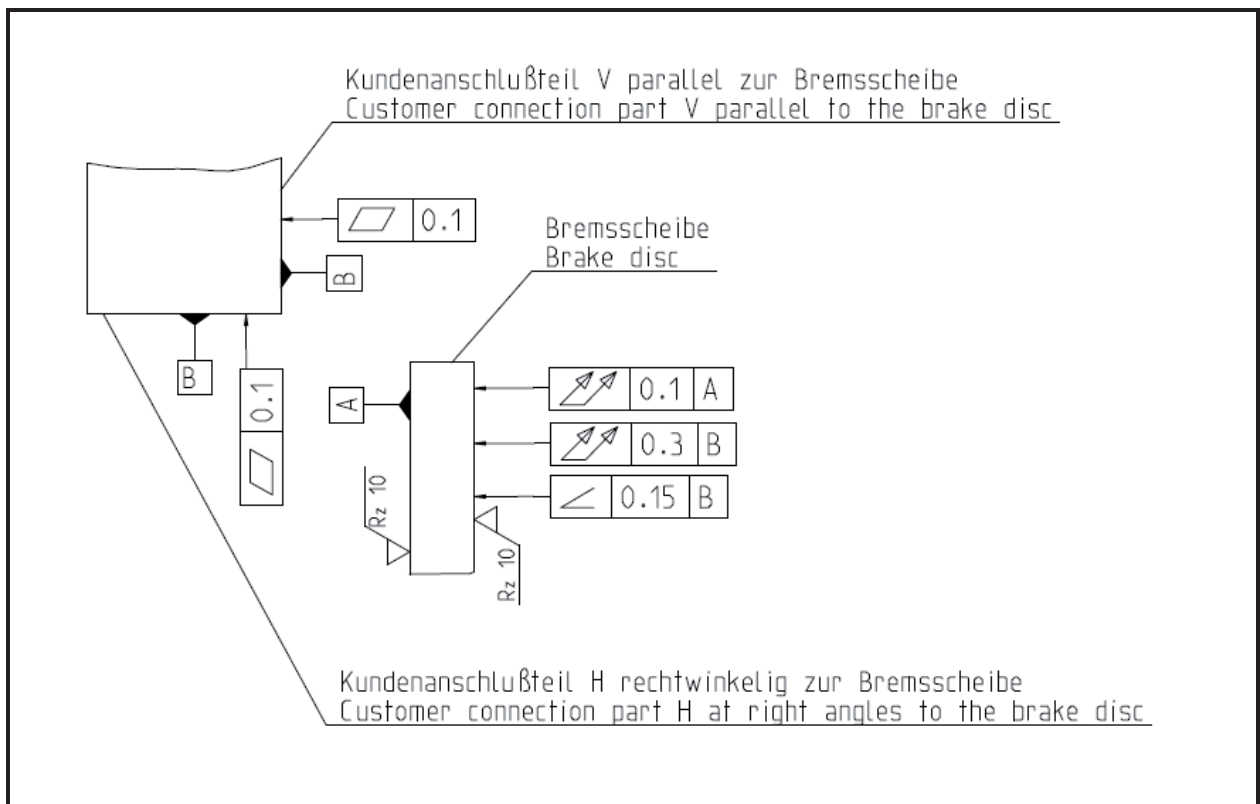 Kundenanschlußteil V parallel zur Bremsscheibe
Customer connection part V parallel to the brake disc
0.1
Bremsscheibe
Brake disc
B
B
0.1
A
0.1 A
0.3 B
0.15 B
Rz 10
Rz 10
Kundenanschlußteil H rechtwinkelig zur Bremsscheibe
Customer connection part H at right angles to the brake disc